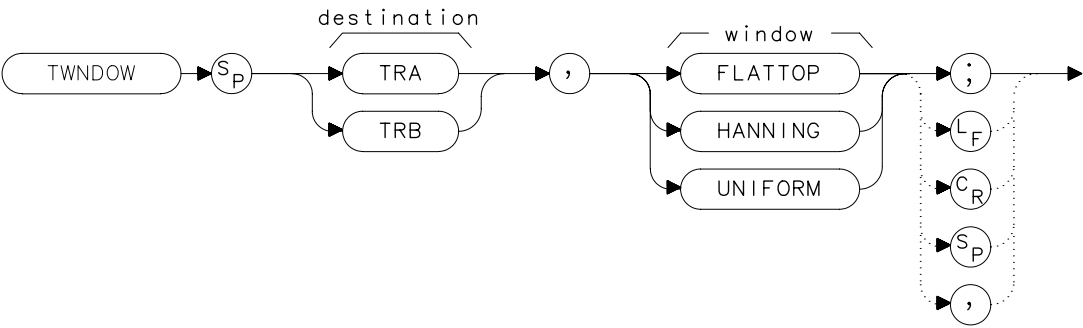 destination
window
TWNDOW SP TRA , FLATTOP ;
TRB HANNING LF
UNIFORM CR
SP
,